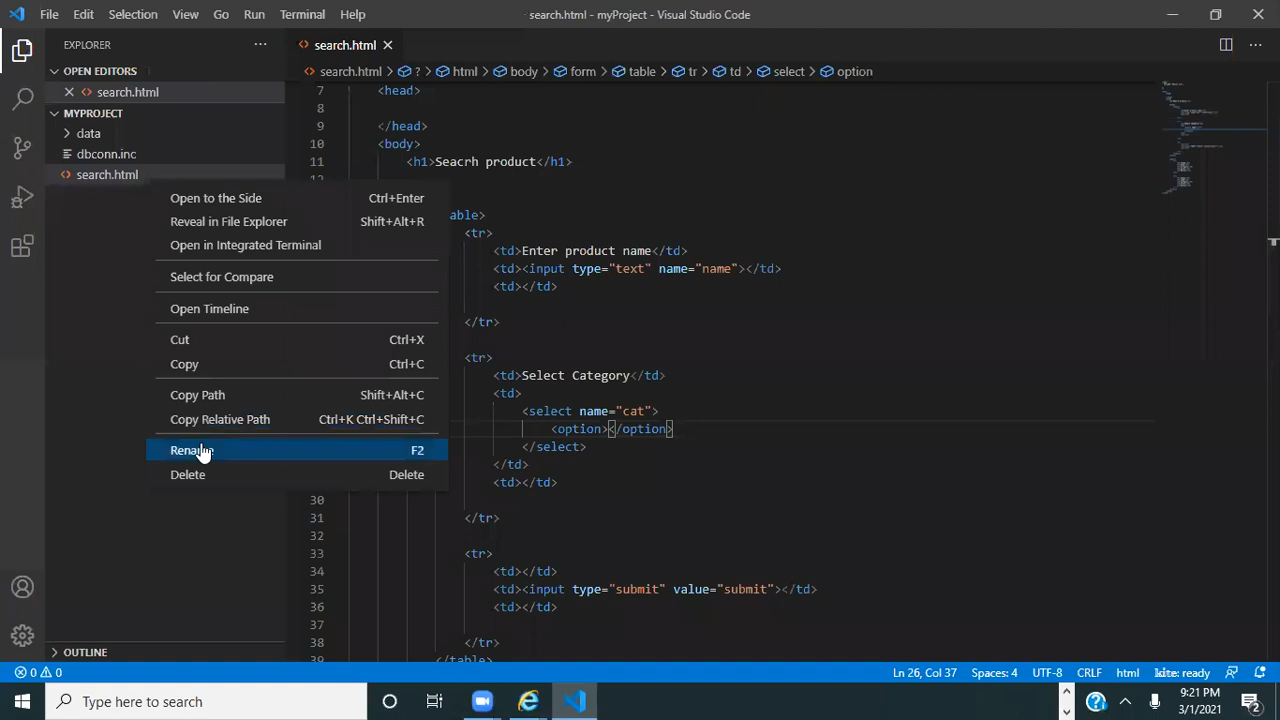 File Edit Selection View Go Run Terminal Help search.html - myProject - Visual Studio Code
EXPLORER
search.html
OPEN EDITORS
search.html
search.html ? html body form table tr td select option
MYPROJECT
data
dbconn.inc
search.html
7 <head>
8
9 </head>
10 <body>
11 <h1>Seacrh product</h1>
Open to the Side Ctrl+Enter
Reveal in File Explorer Shift+Alt+R
Open in Integrated Terminal
Select for Compare
Open Timeline
Cut Ctrl+X
Copy Ctrl+C
Copy Path Shift+Alt+C
Copy Relative Path Ctrl+K Ctrl+Shift+C
Rename F2
Delete Delete
able>
<tr>
<td>Enter product name</td>
<td><input type="text" name="name"></td>
<td></td>
</tr>
<tr>
<td>Select Category</td>
<td>
<select name="cat">
<option></option>
</select>
</td>
<td></td>
30
31 </tr>
32
33 <tr>
34 <td></td>
35 <td><input type="submit" value="submit"></td>
36 <td></td>
37
38 </tr>
39 </table>
OUTLINE
0 0 Ln 26, Col 37 Spaces: 4 UTF-8 CRLF html kite: ready
Type here to search
9:21 PM
3/1/2021
2